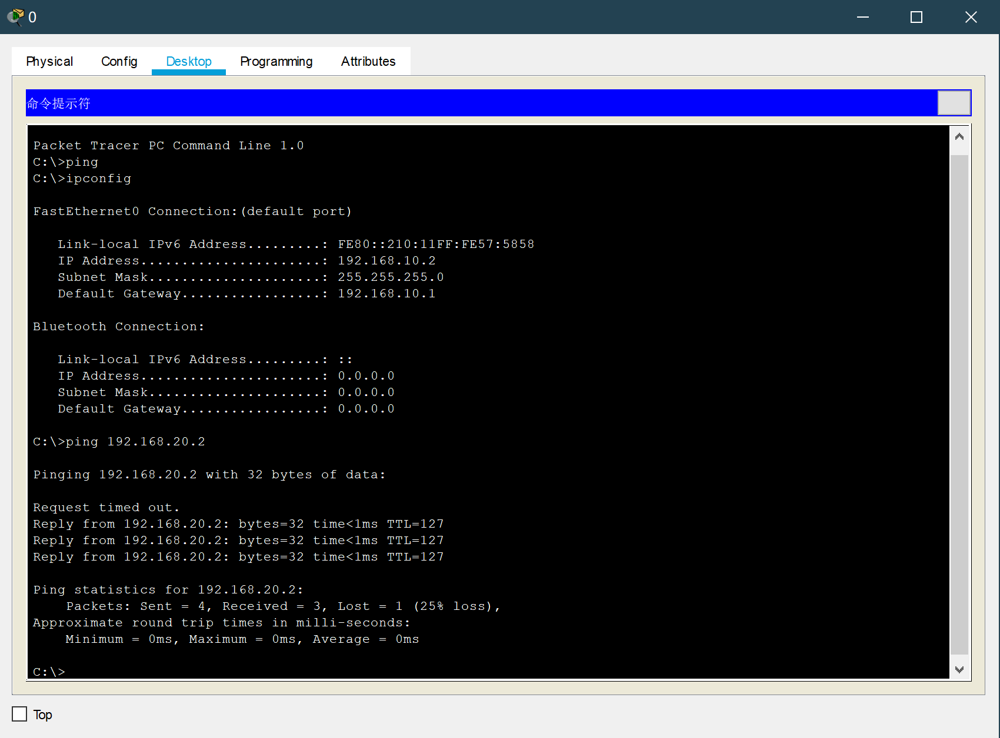 0
Physical Config Desktop Programming Attributes
命令提示符
Packet Tracer PC Command Line 1.0
C:\>ping
C:\>ipconfig
FastEthernet0 Connection:(default port)
Link-local IPv6 Address.........: FE80::210:11FF:FE57:5858
IP Address......................: 192.168.10.2
Subnet Mask.....................: 255.255.255.0
Default Gateway.................: 192.168.10.1
Bluetooth Connection:
Link-local IPv6 Address.........: ::
IP Address......................: 0.0.0.0
Subnet Mask.....................: 0.0.0.0
Default Gateway.................: 0.0.0.0
C:\>ping 192.168.20.2
Pinging 192.168.20.2 with 32 bytes of data:
Request timed out.
Reply from 192.168.20.2: bytes=32 time<1ms TTL=127
Reply from 192.168.20.2: bytes=32 time<1ms TTL=127
Reply from 192.168.20.2: bytes=32 time<1ms TTL=127
Ping statistics for 192.168.20.2:
Packets: Sent = 4, Received = 3, Lost = 1 (25% loss),
Approximate round trip times in milli-seconds:
Minimum = 0ms, Maximum = 0ms, Average = 0ms
C:\>
Top